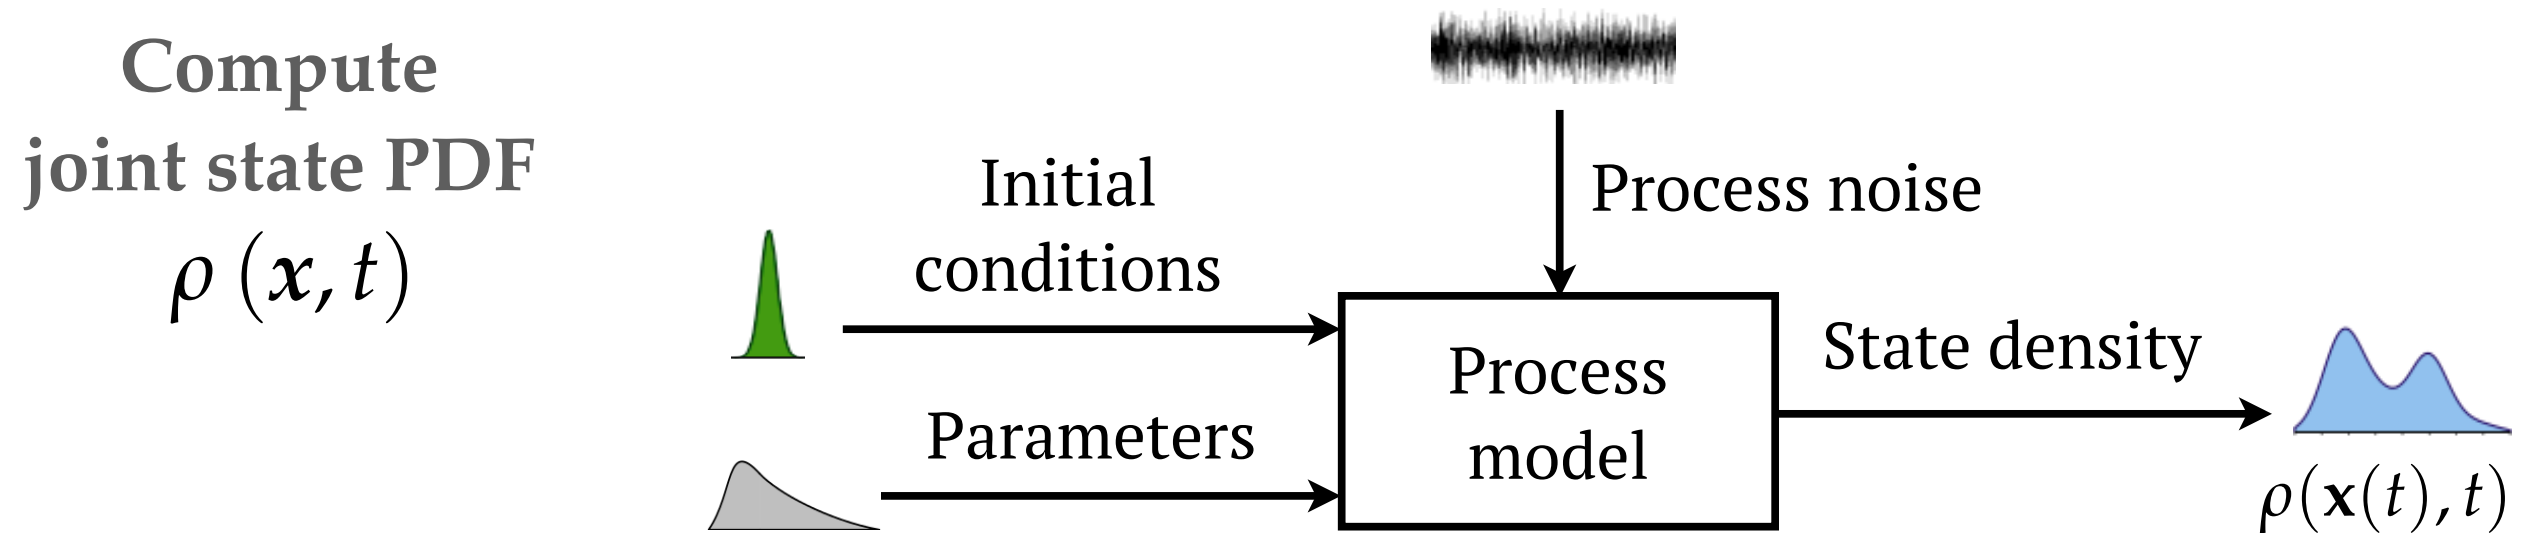 Compute
joint state PDF
ρ (x, t)
Initial
conditions
Parameters
Process noise
Process
model
State density
ρ(x(t), t)